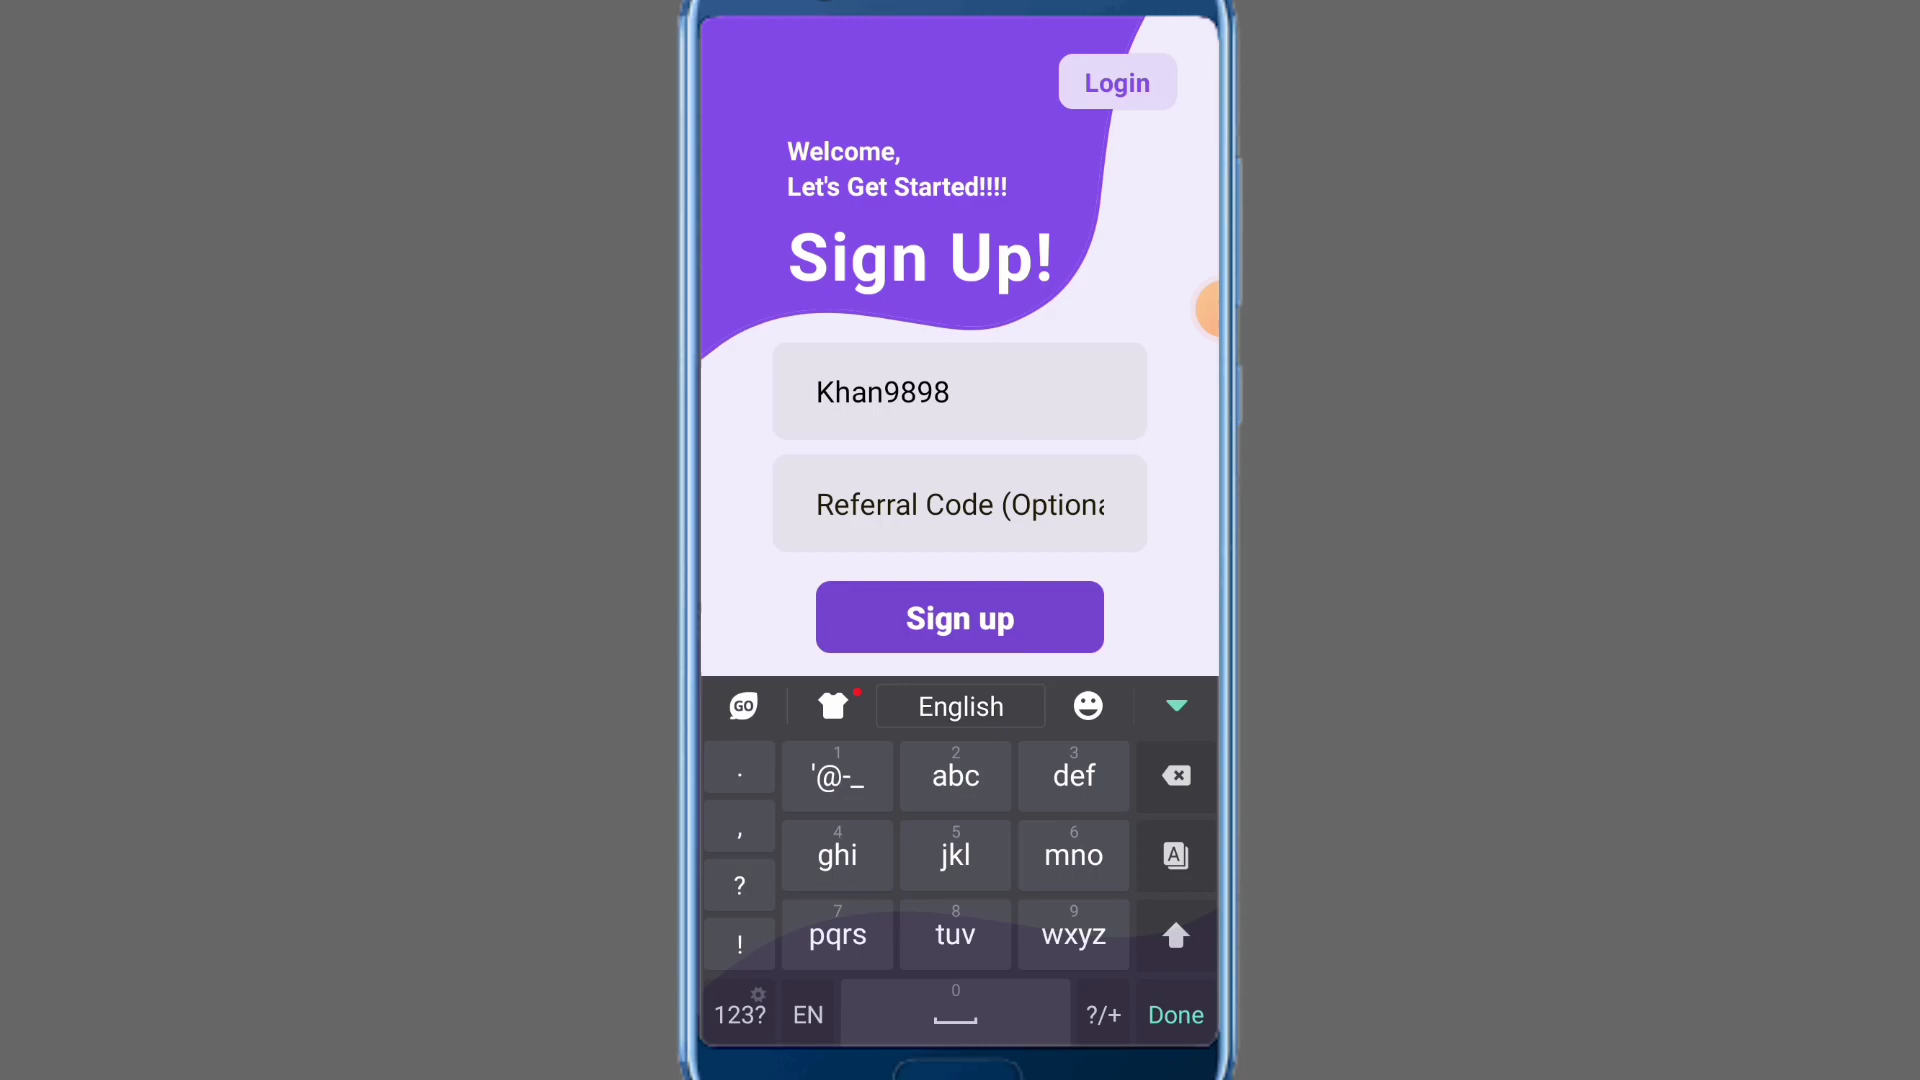 Login
Welcome,
Let's Get Started!!!!
Sign Up!
Khan9898
Referral Code (Optiona
Sign up
GO
English
.
1
'@-_
2
abc
3
def
,
4
ghi
5
jkl
6
mno
A
?
7
pqrs
8
tuv
9
wxyz
!
123?
EN
0
?/+
Done